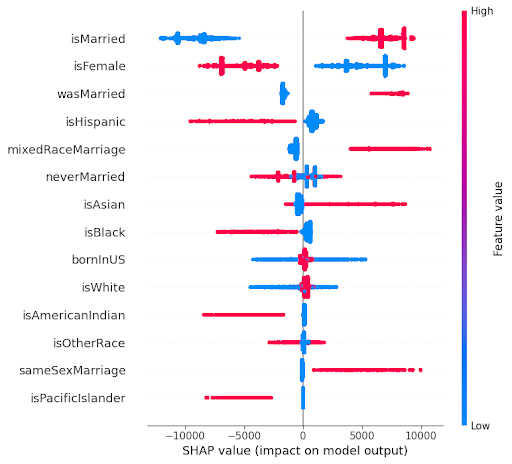 High
isMarried
isFemale
wasMarried
isHispanic
mixedRaceMarriage
neverMarried
isAsian
isBlack
bornInUS
isWhite
isAmericanIndian
isOtherRace
sameSexMarriage
isPacificIslander
Feature value
Low
−10000 −5000 0 5000 10000
SHAP value (impact on model output)